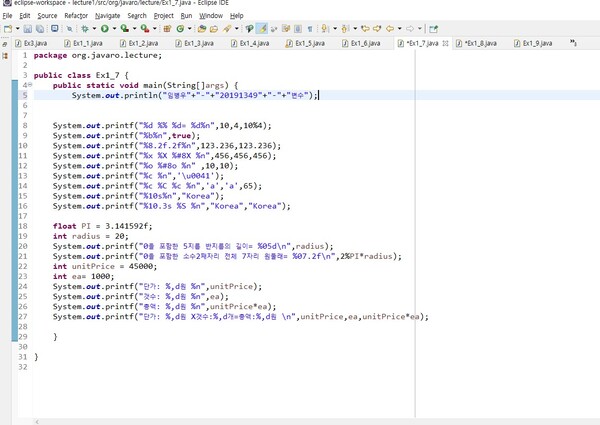 eclipse-workspace - lecture1/src/org/javaro/lecture/Ex1_7.java - Eclipse IDE
File Edit Source Refactor Navigate Search Project Run Window Help
Ex3.java Ex1_1.java Ex1_2.java Ex1_3.java Ex1_4.java Ex1_5.java Ex1_6.java *Ex1_7.java *Ex1_8.java Ex1_9.java
1 package org.javaro.lecture;
2
3 public class Ex1_7 {
4 public static void main(String[]args) {
5 System.out.println("임병우"+"-"+"20191349"+"-"+"변수");
6
7
8 System.out.printf("%d %% %d= %d%n",10,4,10%4);
9 System.out.printf("%b%n",true);
10 System.out.printf("%8.2f.2f%n",123.236,123.236);
11 System.out.printf("%x %X %#8X %n",456,456,456);
12 System.out.printf("%o %#8o %n" ,10,10);
13 System.out.printf("%c %n",'\u0041');
14 System.out.printf("%c %C %c %n",'a','a',65);
15 System.out.printf("%10s%n","Korea");
16 System.out.printf("%10.3s %S %n","Korea","Korea");
17
18 float PI = 3.141592f;
19 int radius = 20;
20 System.out.printf("0을 포함한 5자리 반지름의 길이= %05d\n",radius);
21 System.out.printf("0을 포함한 소수2째자리 전체 7자리 원둘레= %07.2f\n",2%PI*radius);
22 int unitPrice = 45000;
23 int ea= 1000;
24 System.out.printf("단가: %,d원 %n",unitPrice);
25 System.out.printf("갯수: %,d원 %n",ea);
26 System.out.printf("총액: %,d원 %n",unitPrice*ea);
27 System.out.printf("단가: %,d원 X갯수:%,d개=총액:%,d원 \n",unitPrice,ea,unitPrice*ea);
28
29 }
30
31 }
32